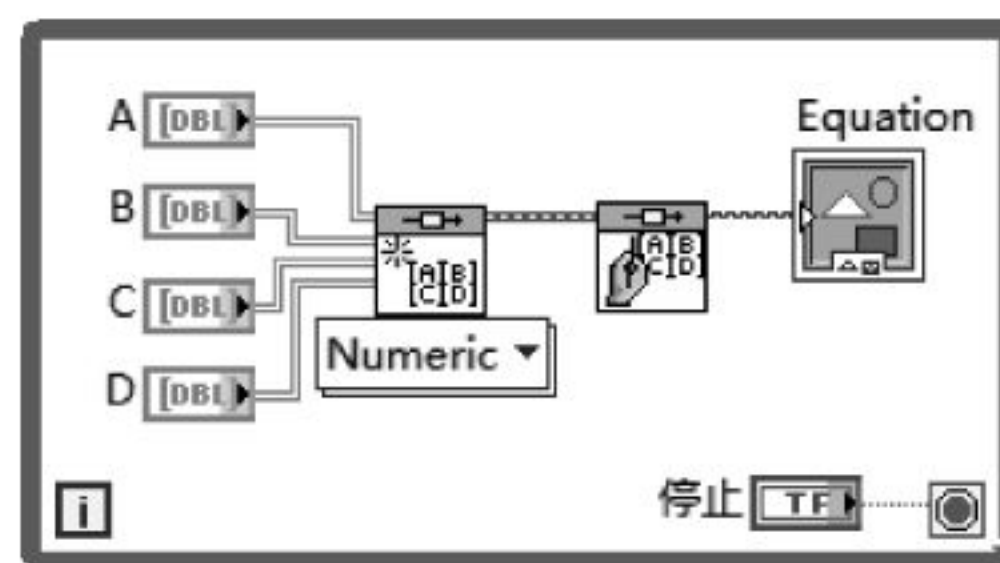 A [DBL]
B [DBL]
C [DBL]
D [DBL]
[A|B]
[C|D]
Numeric
A|B
C|D]
Equation
i
停止 TF